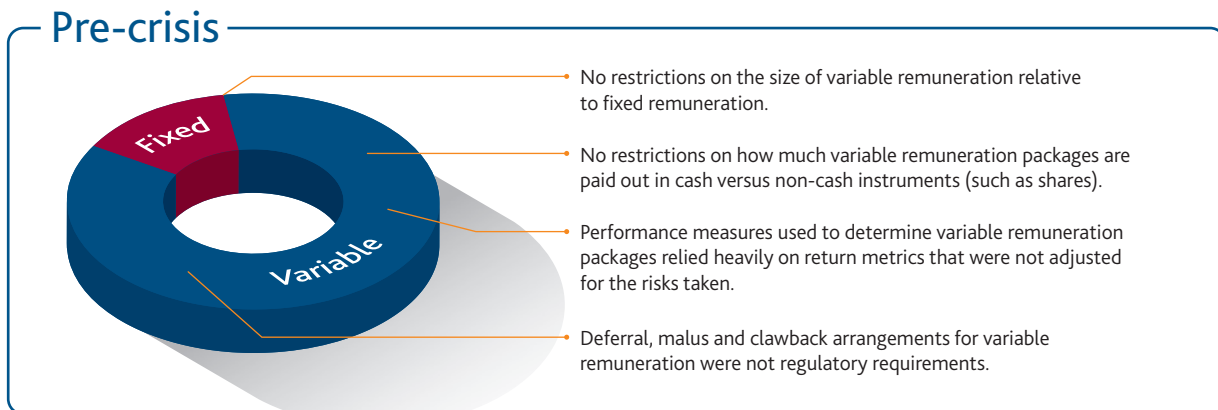 Pre-crisis
Fixed
Variable
No restrictions on the size of variable remuneration relative
to fixed remuneration.
No restrictions on how much variable remuneration packages are
paid out in cash versus non-cash instruments (such as shares).
Performance measures used to determine variable remuneration
packages relied heavily on return metrics that were not adjusted
for the risks taken.
Deferral, malus and clawback arrangements for variable
remuneration were not regulatory requirements.